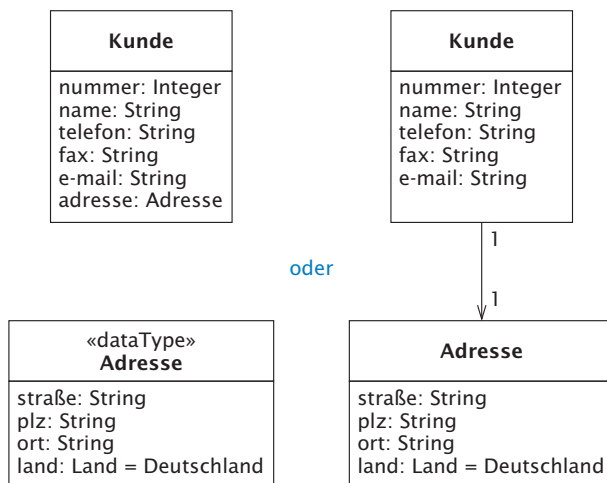 Kunde
nummer: Integer
name: String
telefon: String
fax: String
e-mail: String
adresse: Adresse
Kunde
nummer: Integer
name: String
telefon: String
fax: String
e-mail: String
1
oder
1
«dataType»
Adresse
straße: String
plz: String
ort: String
land: Land = Deutschland
Adresse
straße: String
plz: String
ort: String
land: Land = Deutschland